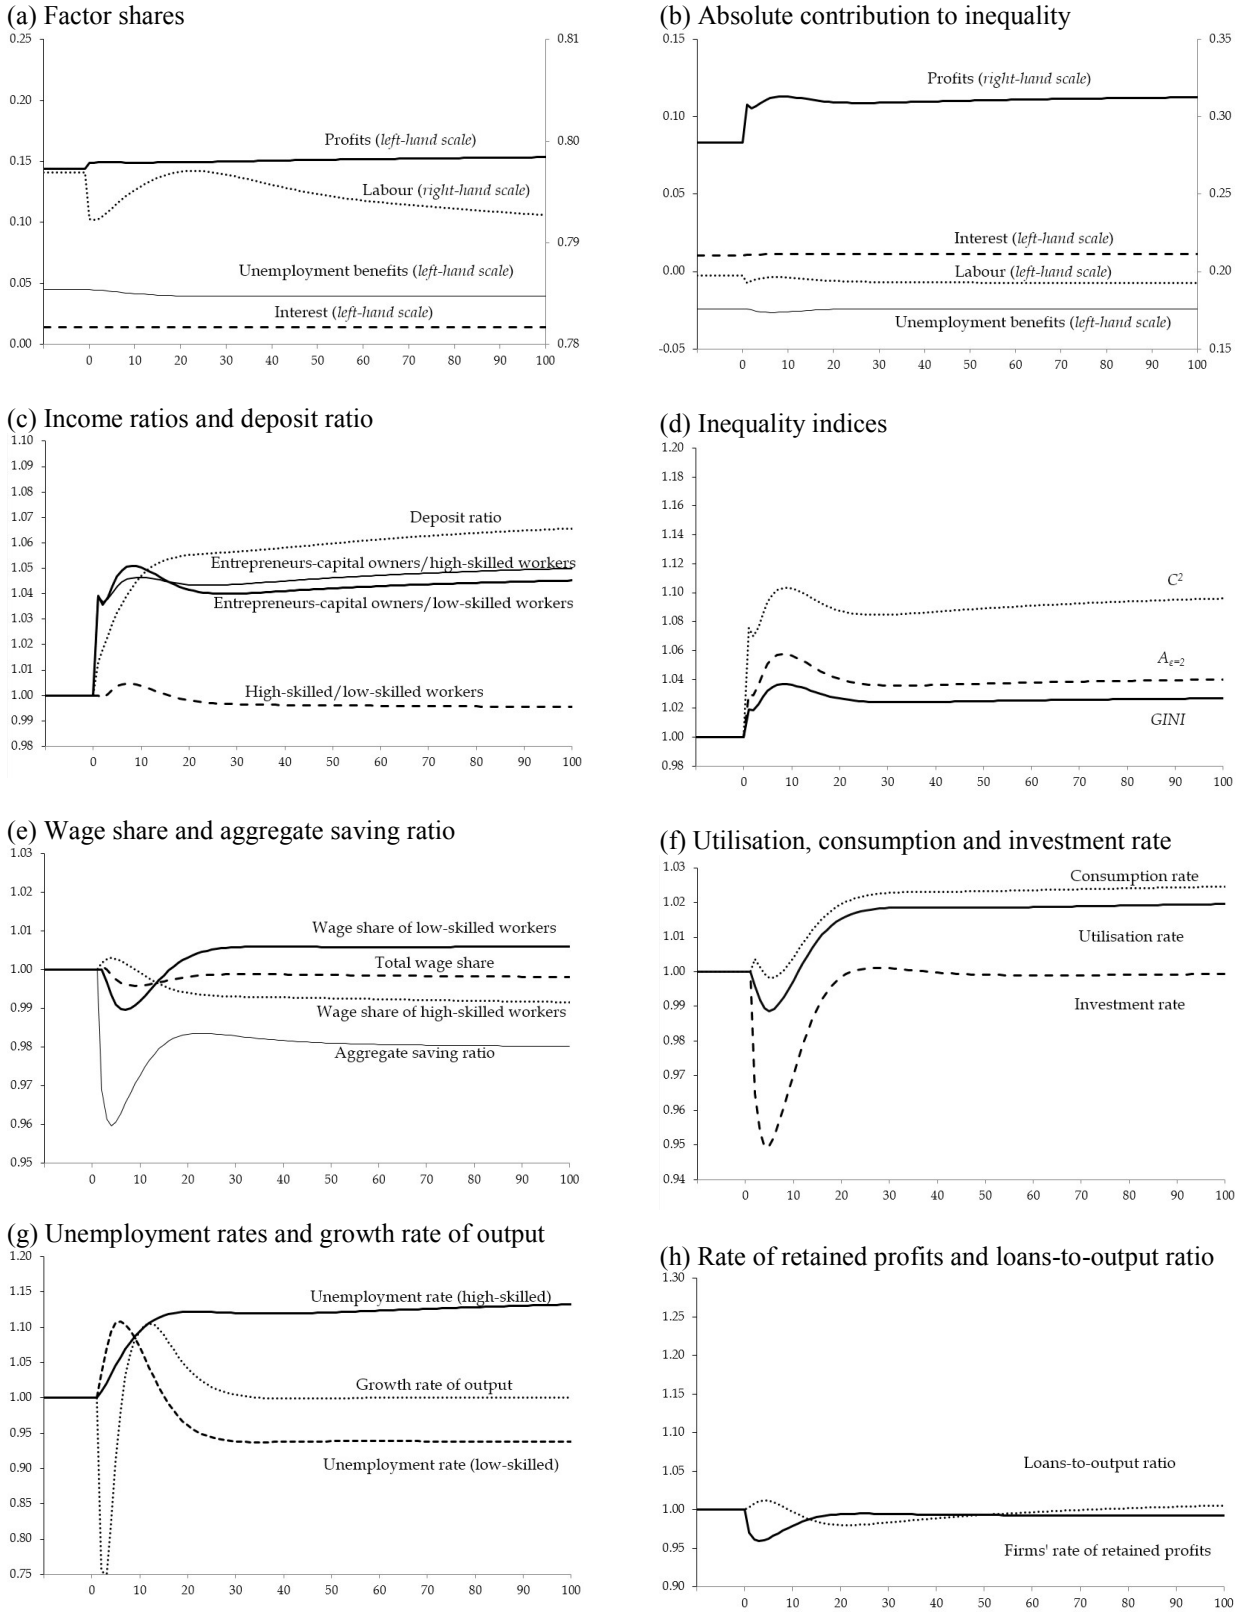 (a) Factor shares
0.25
0.20
0.15
0.10
0.05
0.00
0.81
0.80
0.79
0.78
Profits (left-hand scale)
Labour (right-hand scale)
Unemployment benefits (left-hand scale)
Interest (left-hand scale)
0 10 20 30 40 50 60 70 80 90 100
(b) Absolute contribution to inequality
0.15
0.10
0.05
0.00
-0.05
0.35
0.30
0.25
0.20
0.15
Profits (right-hand scale)
Interest (left-hand scale)
Labour (left-hand scale)
Unemployment benefits (left-hand scale)
0 10 20 30 40 50 60 70 80 90 100
(c) Income ratios and deposit ratio
1.10
1.09
1.08
1.07
1.06
1.05
1.04
1.03
1.02
1.01
1.00
0.99
0.98
Deposit ratio
Entrepreneurs-capital owners/high-skilled workers
Entrepreneurs-capital owners/low-skilled workers
High-skilled/low-skilled workers
0 10 20 30 40 50 60 70 80 90 100
(d) Inequality indices
1.20
1.18
1.16
1.14
1.12
1.10
1.08
1.06
1.04
1.02
1.00
0.98
C²
Aε=2
GINI
0 10 20 30 40 50 60 70 80 90 100
(e) Wage share and aggregate saving ratio
1.03
1.02
1.01
1.00
0.99
0.98
0.97
0.96
0.95
Wage share of low-skilled workers
Total wage share
Wage share of high-skilled workers
Aggregate saving ratio
0 10 20 30 40 50 60 70 80 90 100
(f) Utilisation, consumption and investment rate
1.03
1.02
1.01
1.00
0.99
0.98
0.97
0.96
0.95
0.94
Consumption rate
Utilisation rate
Investment rate
0 10 20 30 40 50 60 70 80 90 100
(g) Unemployment rates and growth rate of output
1.20
1.15
1.10
1.05
1.00
0.95
0.90
0.85
0.80
0.75
Unemployment rate (high-skilled)
Growth rate of output
Unemployment rate (low-skilled)
0 10 20 30 40 50 60 70 80 90 100
(h) Rate of retained profits and loans-to-output ratio
1.30
1.25
1.20
1.15
1.10
1.05
1.00
0.95
0.90
Loans-to-output ratio
Firms' rate of retained profits
0 10 20 30 40 50 60 70 80 90 100